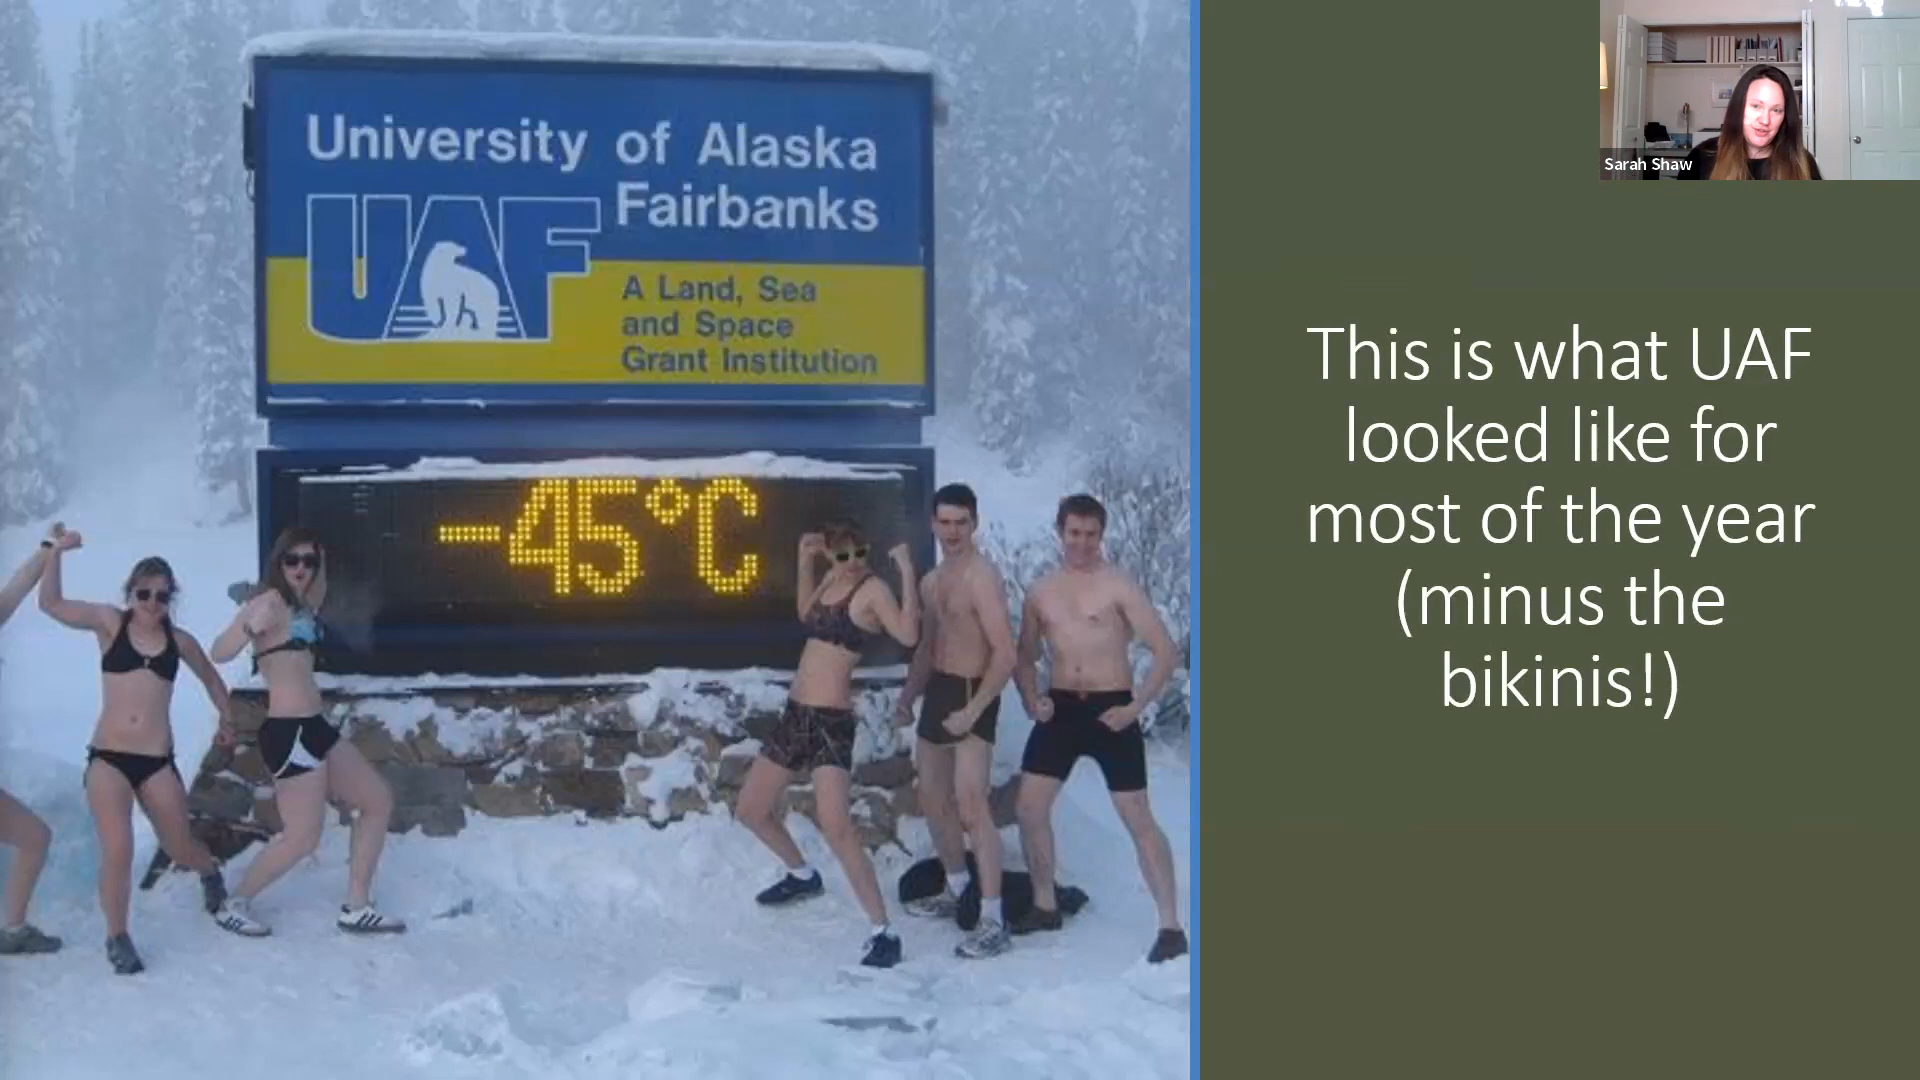 University of Alaska
Fairbanks
UAF
A Land, Sea
and Space
Grant Institution
-45°C
Sarah Shaw
This is what UAF
looked like for
most of the year
(minus the
bikinis!)